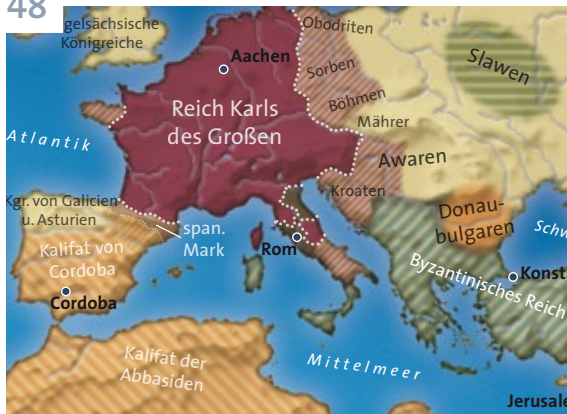 48
gelsächsische
Königreiche
Obodriten
Aachen
Sorben
Slawen
Böhmen
Reich Karls
des Großen
Mährer
Atlantik
Awaren
Kroaten
Kgr. von Galicien
u. Asturien
span.
Mark
Donau-
bulgaren
Schw
Kalifat von
Cordoba
Rom
Byzantinisches Reich
Konst
Cordoba
Kalifat der
Abbasiden
Mittelmeer
Jerusale